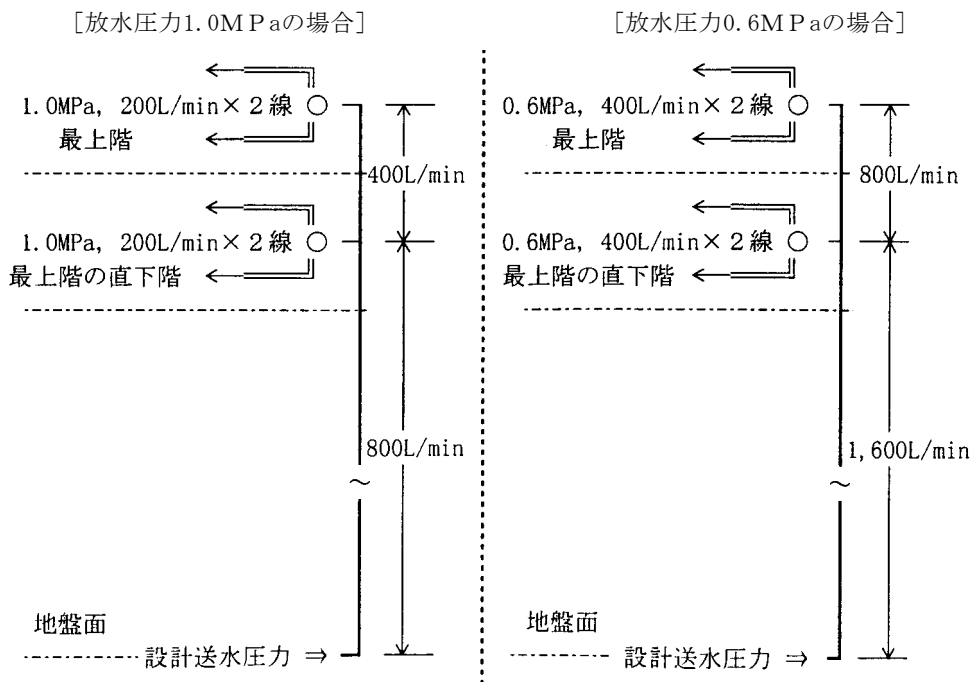 [放水圧力1.0MPaの場合]
1.0MPa, 200L/min×2線
最上階
400L/min
1.0MPa, 200L/min×2線
最上階の直下階
800L/min
地盤面
設計送水圧力 ⇒
[放水圧力0.6MPaの場合]
0.6MPa, 400L/min×2線
最上階
800L/min
0.6MPa, 400L/min×2線
最上階の直下階
1,600L/min
地盤面
設計送水圧力 ⇒